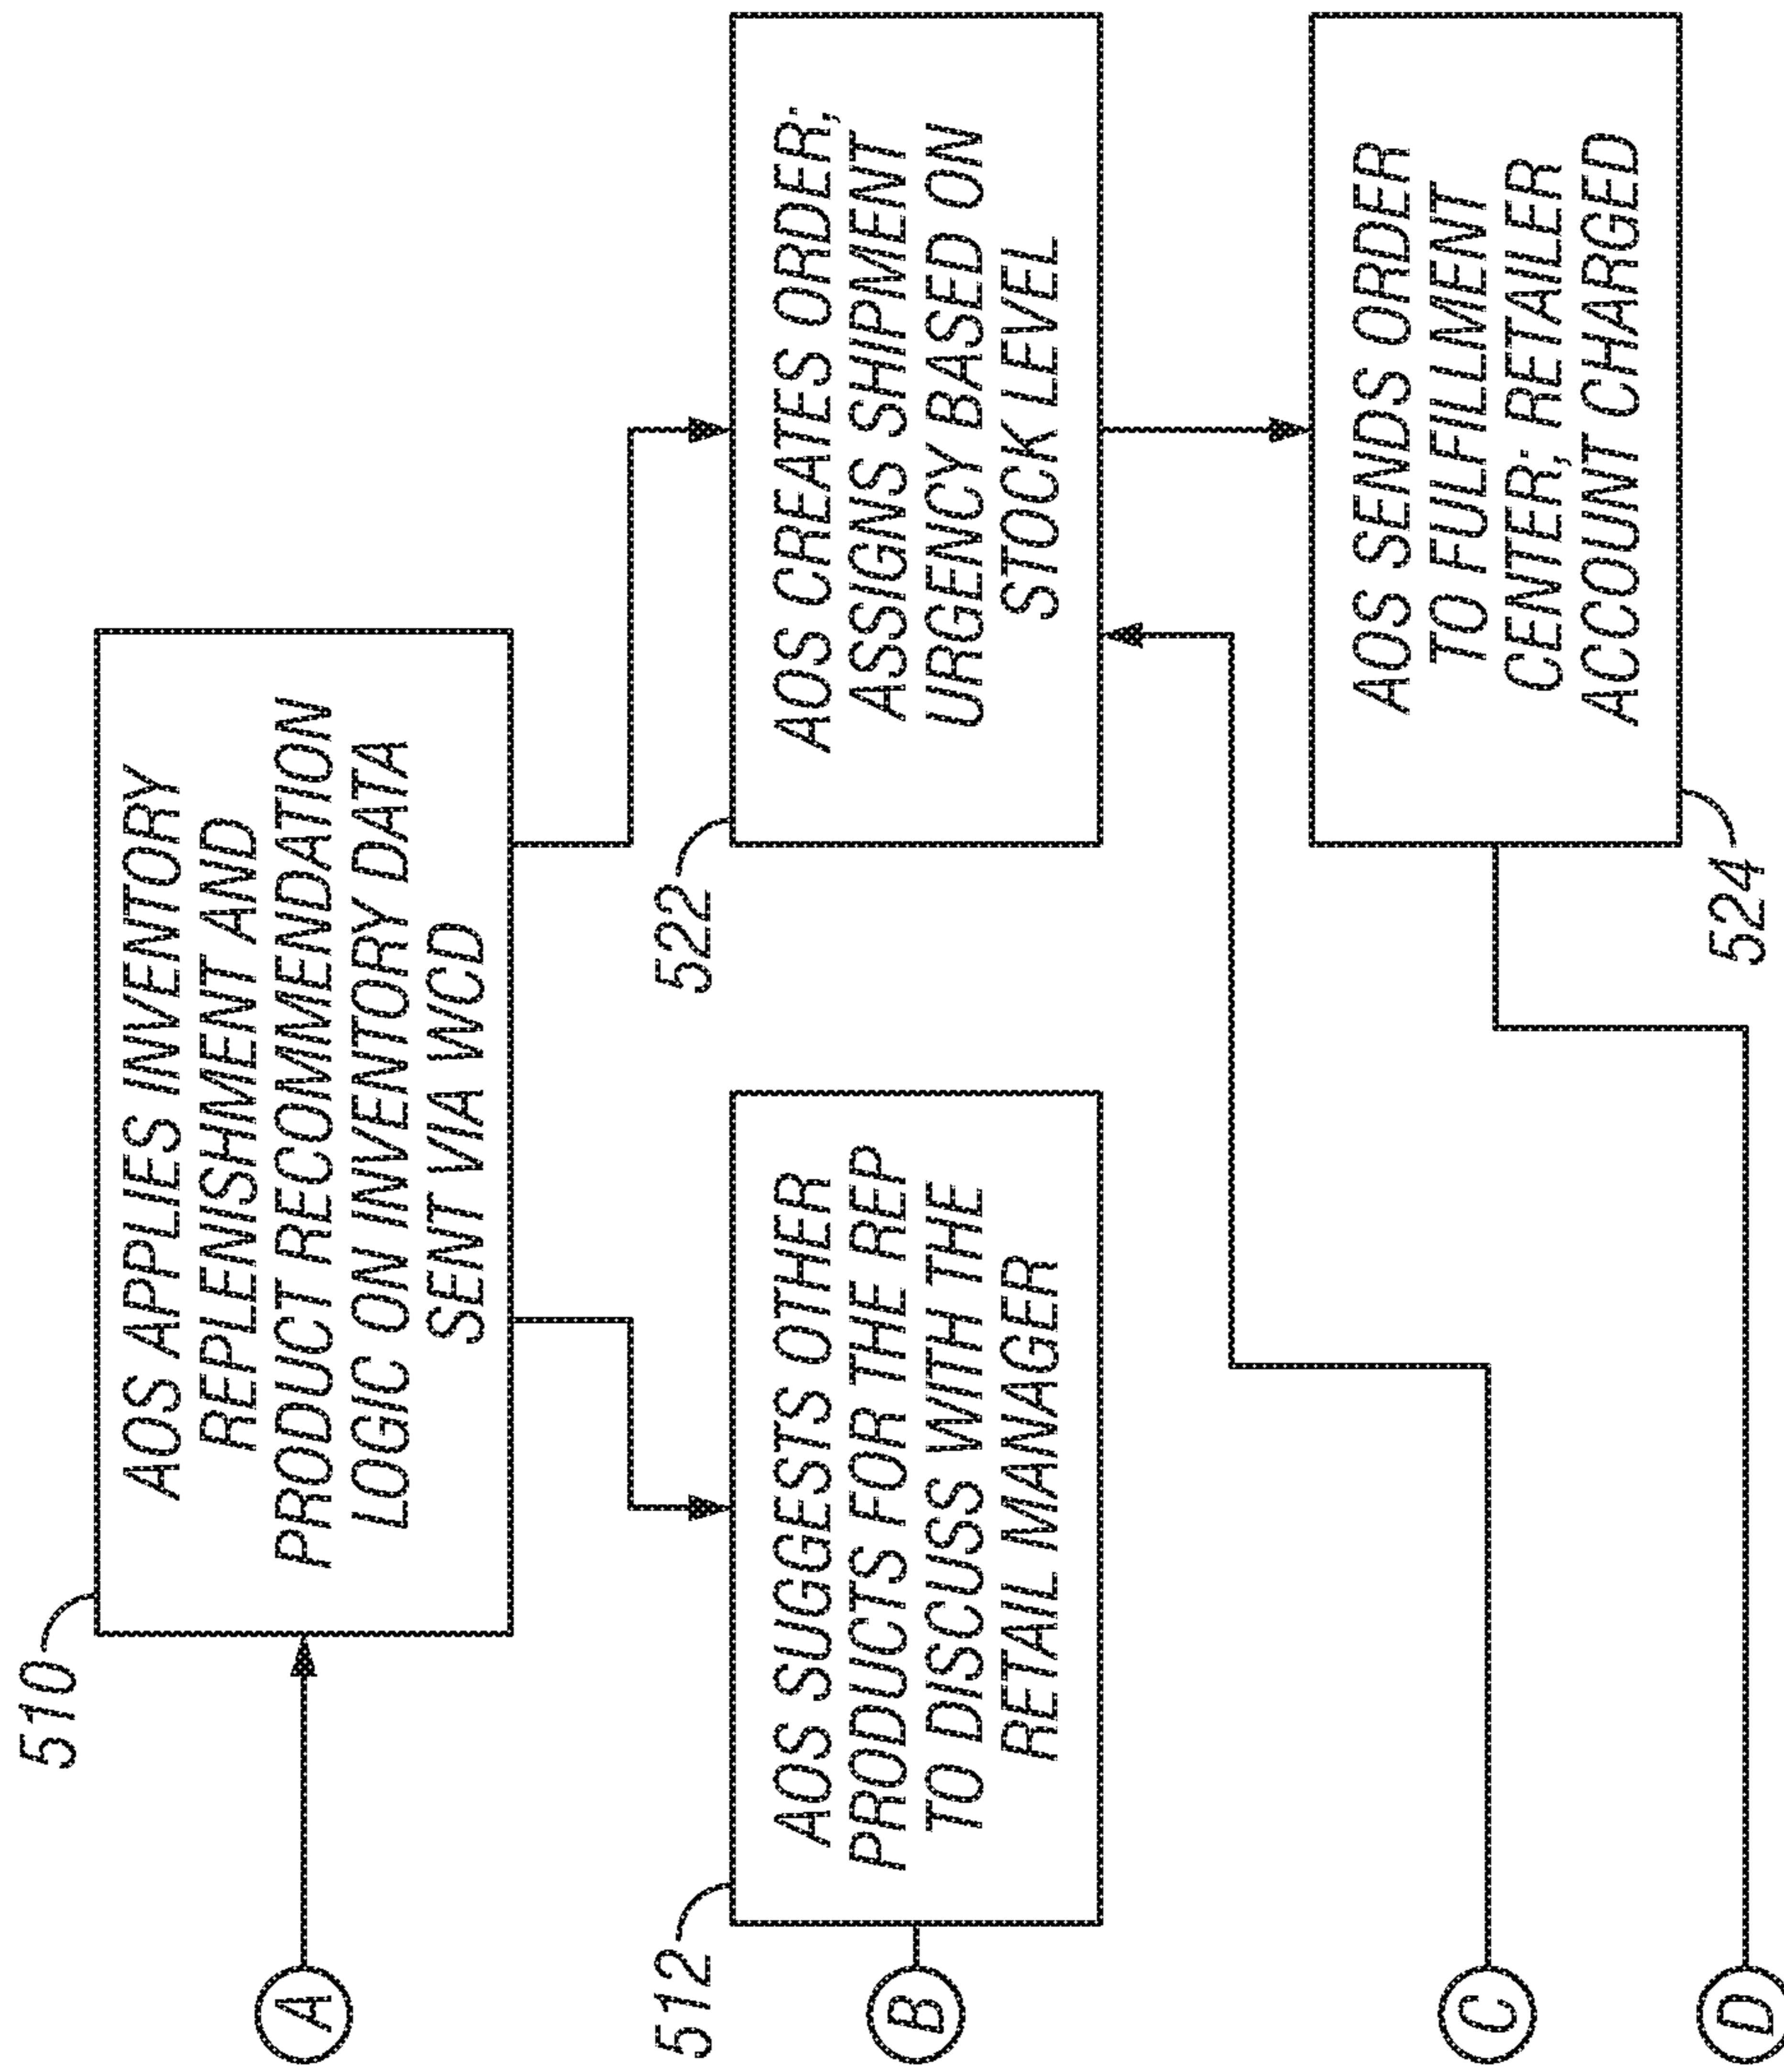 510
A
AOS APPLIES INVENTORY
REPLENISHMENT AND
PRODUCT RECOMMENDATION
LOGIC ON INVENTORY DATA
SENT VIA WCD
512
B
AOS SUGGESTS OTHER
PRODUCTS FOR THE REP
TO DISCUSS WITH THE
RETAIL MANAGER
522
AOS CREATES ORDER;
ASSIGNS SHIPMENT
URGENCY BASED ON
STOCK LEVEL
C
AOS SENDS ORDER
TO FULFILLMENT
CENTER; RETAILER
ACCOUNT CHARGED
524
D